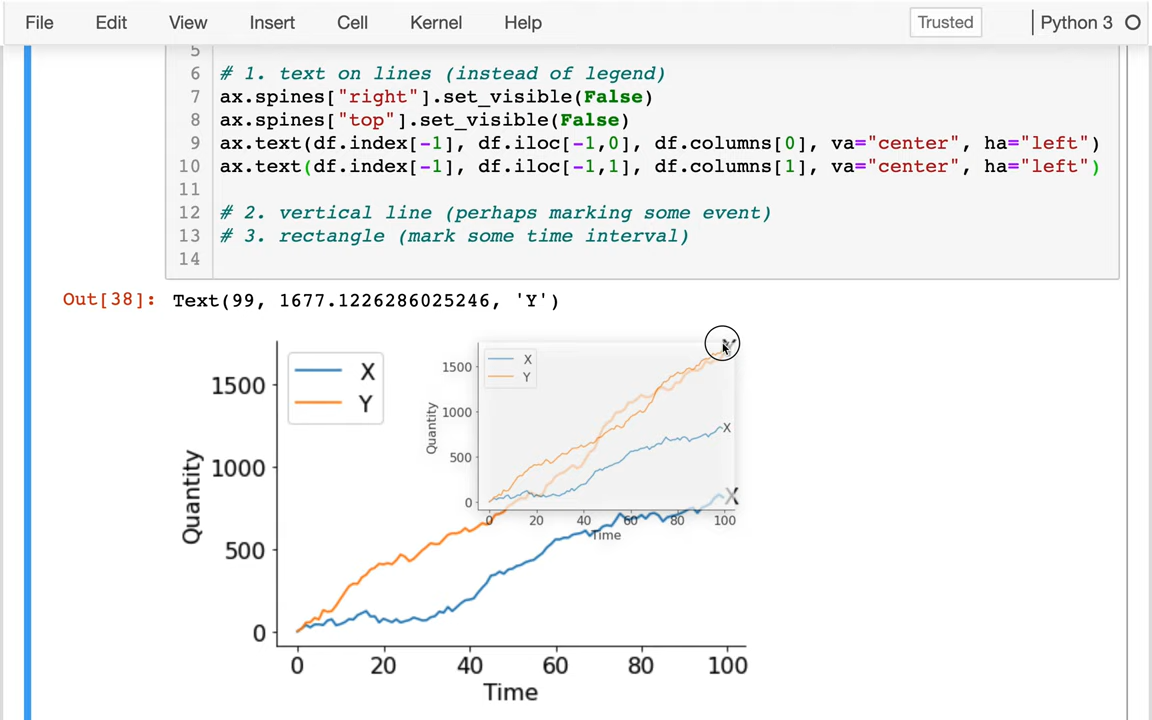 File Edit View Insert Cell Kernel Help Trusted Python 3
5
6 # 1. text on lines (instead of legend)
7 ax.spines["right"].set_visible(False)
8 ax.spines["top"].set_visible(False)
9 ax.text(df.index[-1], df.iloc[-1,0], df.columns[0], va="center", ha="left")
10 ax.text(df.index[-1], df.iloc[-1,1], df.columns[1], va="center", ha="left")
11
12 # 2. vertical line (perhaps marking some event)
13 # 3. rectangle (mark some time interval)
14
Out[38]: Text(99, 1677.1226286025246, 'Y')
X
Y
1500
1000
500
0
Quantity
0 20 40 60 80 100
Time
X
X
Y
1500
1000
500
0
Quantity
0 20 40 60 80 100
Time
X